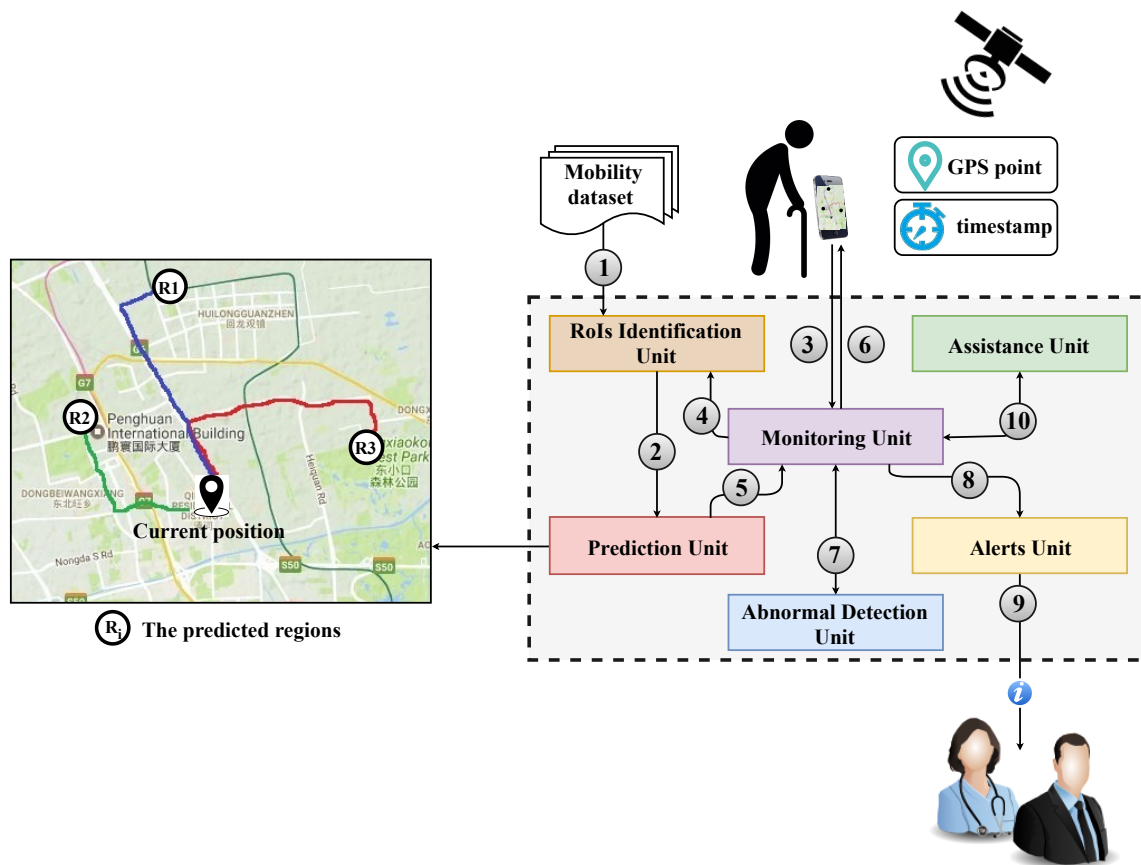 Mobility
dataset
GPS point
timestamp
1
RoIs Identification
Unit
3
6
Assistance Unit
2
4
Monitoring Unit
10
5
8
Prediction Unit
7
Alerts Unit
Abnormal Detection
Unit
9
i
R1
HUILONGGUANZHEN
回龙观镇
G7
R2
Penghuan
International Building
鹏寰国际大厦
R3
东小口
森林公园
Heiquan Rd
DONGBEIWANGXIANG
东北旺乡
Current position
Nongda S Rd
S50
S50
S50
Ri The predicted regions